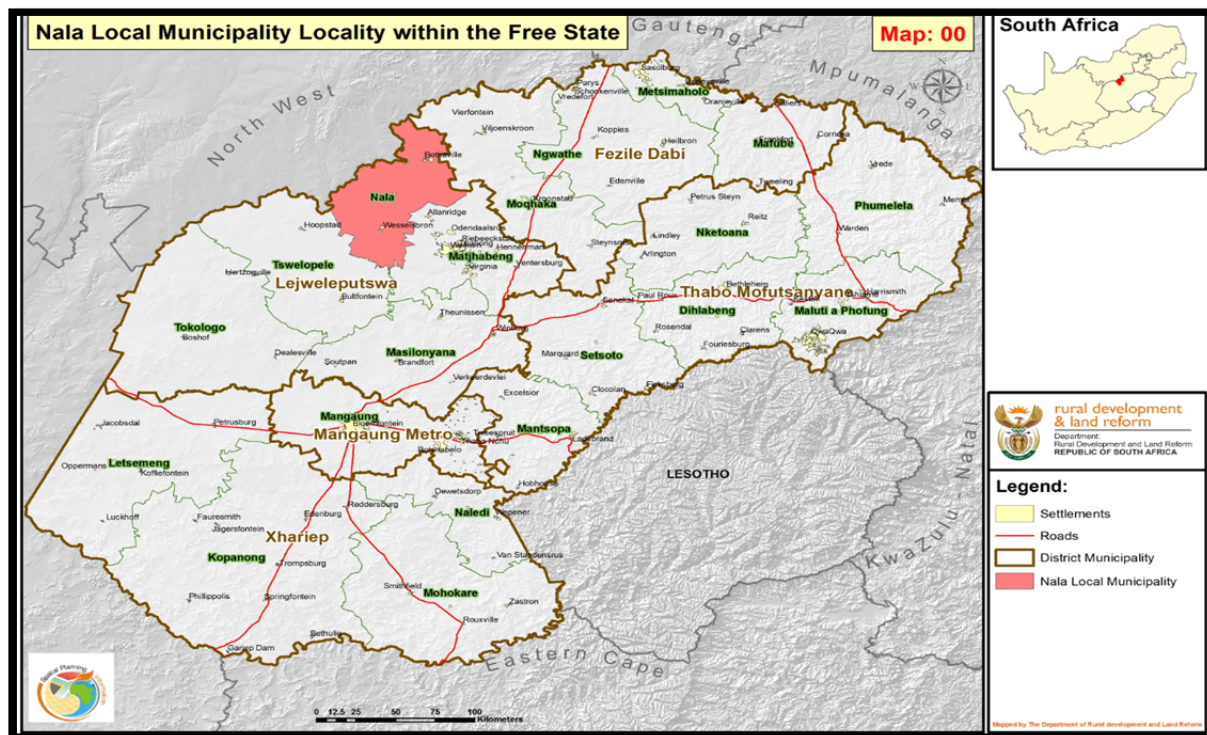 Nala Local Municipality Locality within the Free State
Map: 00
South Africa
Gauteng
Mpumalanga
North West
KwaZulu - Natal
Eastern Cape
LESOTHO
Sasolburg
Parys
Schonkenville
Vredefort
Metsimaholo
Oranjeville
Vierfontein
Viljoenskroon
Koppies
Heilbron
Frankfort
Mafube
Cornelia
Ngwathe
Fezile Dabi
Bothaville
Edenville
Tweeling
Vrede
Phumelela
Nala
Moqhaka
Kroonstad
Petrus Steyn
Reitz
Nketoana
Warden
Allanridge
Wesselsbron
Hoopstad
Odendaalsrus
Matjhabeng
Hennenman
Virginia
Ventersburg
Lindley
Arlington
Tswelopele
Hertzogville
Lejweleputswa
Bultfontein
Theunissen
Senekal
Paul Roux
Bethlehem
Thabo Mofutsanyane
Harrismith
Dihlabeng
Maluti a Phofung
Tokologo
Boshof
Rosendal
Clarens
QwaQwa
Fouriesburg
Dealesville
Soutpan
Masilonyana
Brandfort
Marquard
Setsoto
Verkeerdevlei
Excelsior
Clocolan
Ficksburg
Jacobsdal
Petrusburg
Mangaung
Bloemfontein
Mangaung Metro
Tweespruit
Thaba Nchu
Botshabelo
Mantsopa
Ladybrand
Oppermans
Letsemeng
Koffiefontein
Hobhouse
Dewetsdorp
Naledi
Wepener
Luckhoff
Fauresmith
Jagersfontein
Edenburg
Reddersburg
Xhariep
Kopanong
Trompsburg
Van Stadensrus
Smithfield
Mohokare
Zastron
Phillippolis
Springfontein
Rouxville
Bethulie
Gariep Dam
Spatial Planning
Information
0 12.5 25 50 75 100
Kilometers
rural development
& land reform
Department:
Rural Development and Land Reform
REPUBLIC OF SOUTH AFRICA
Legend:
Settlements
Roads
District Municipality
Nala Local Municipality
Mapped by The Department of Rural development and Land Reform